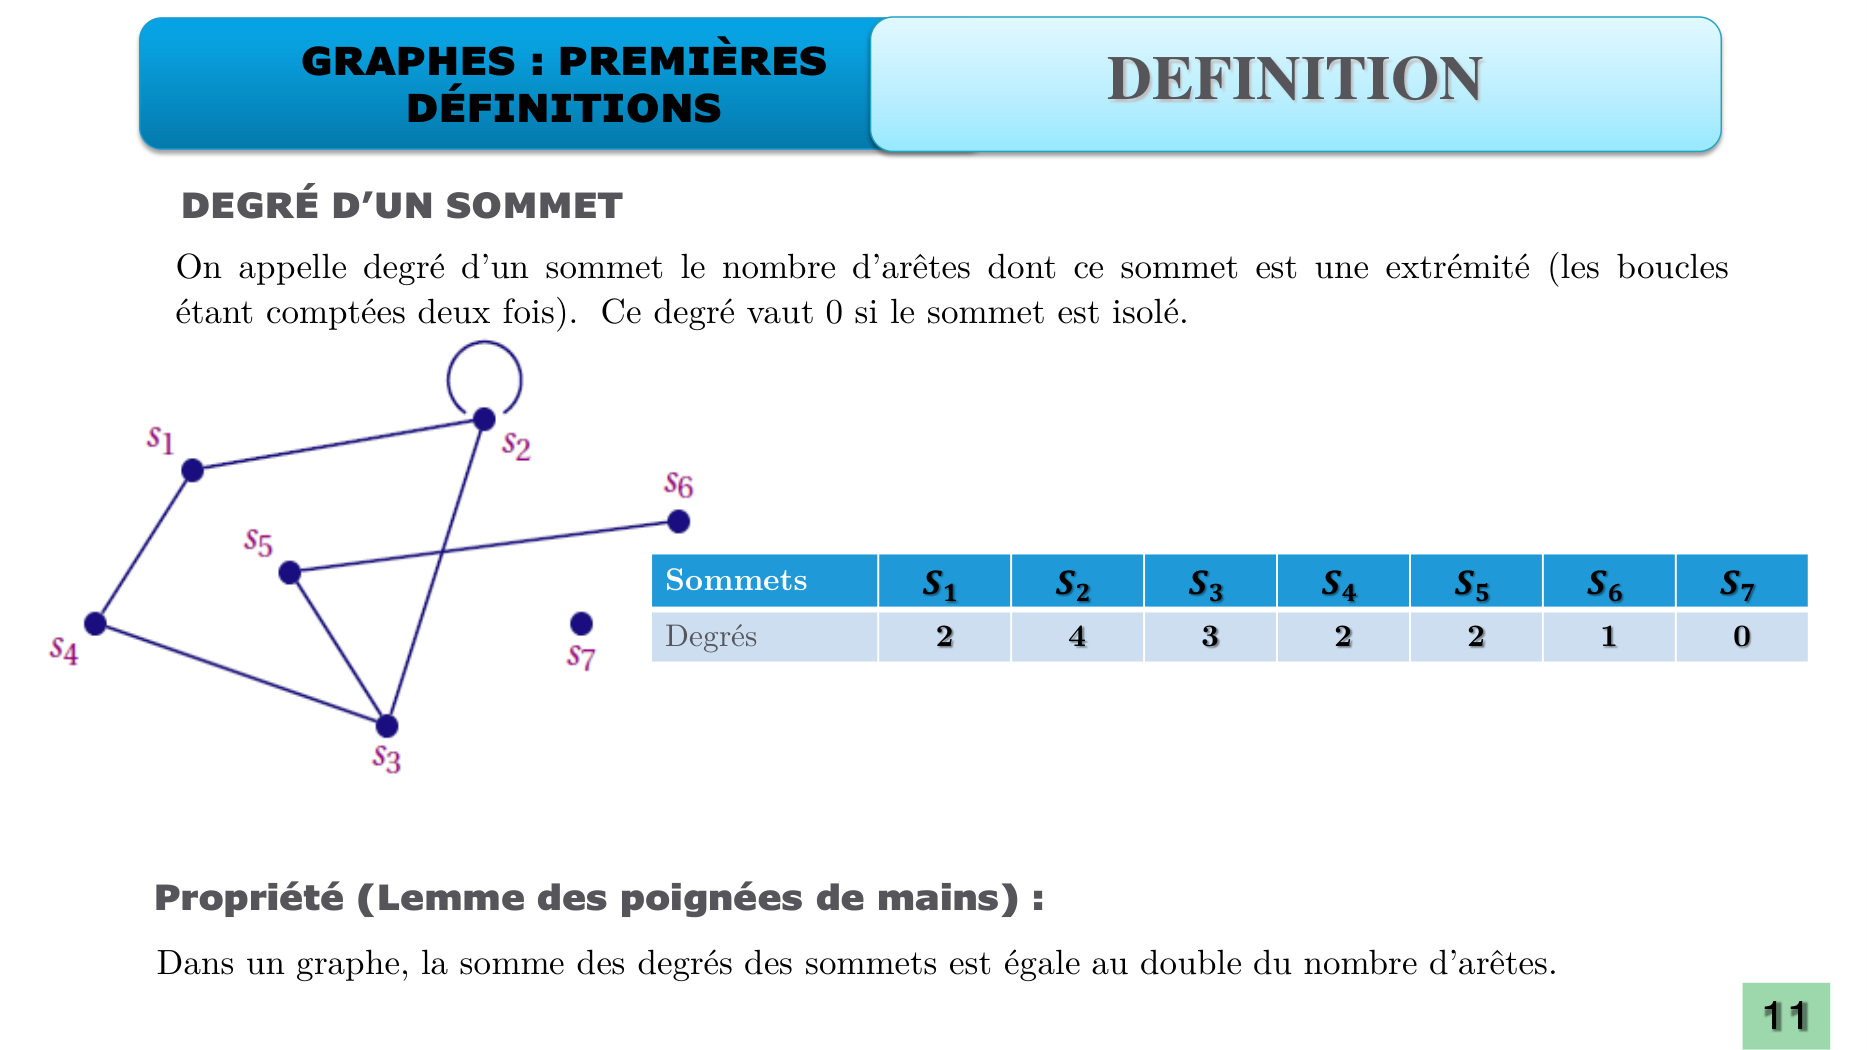 GRAPHES : PREMIÈRES
DÉFINITIONS
DEFINITION
DEGRÉ D’UN SOMMET
On appelle degré d’un sommet le nombre d’arêtes dont ce sommet est une extrémité (les boucles
étant comptées deux fois). Ce degré vaut 0 si le sommet est isolé.
s1
s2
s6
s5
s4
s7
s3
Sommets S1 S2 S3 S4 S5 S6 S7
Degrés 2 4 3 2 2 1 0
Propriété (Lemme des poignées de mains) :
Dans un graphe, la somme des degrés des sommets est égale au double du nombre d’arêtes.
11